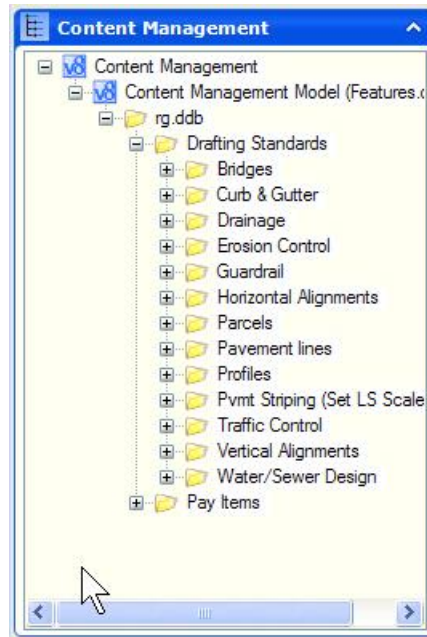 Content Management
v8 Content Management
v8 Content Management Model (Features.
rg.ddb
Drafting Standards
Bridges
Curb & Gutter
Drainage
Erosion Control
Guardrail
Horizontal Alignments
Parcels
Pavement lines
Profiles
Pvmt Striping (Set LS Scale
Traffic Control
Vertical Alignments
Water/Sewer Design
Pay Items